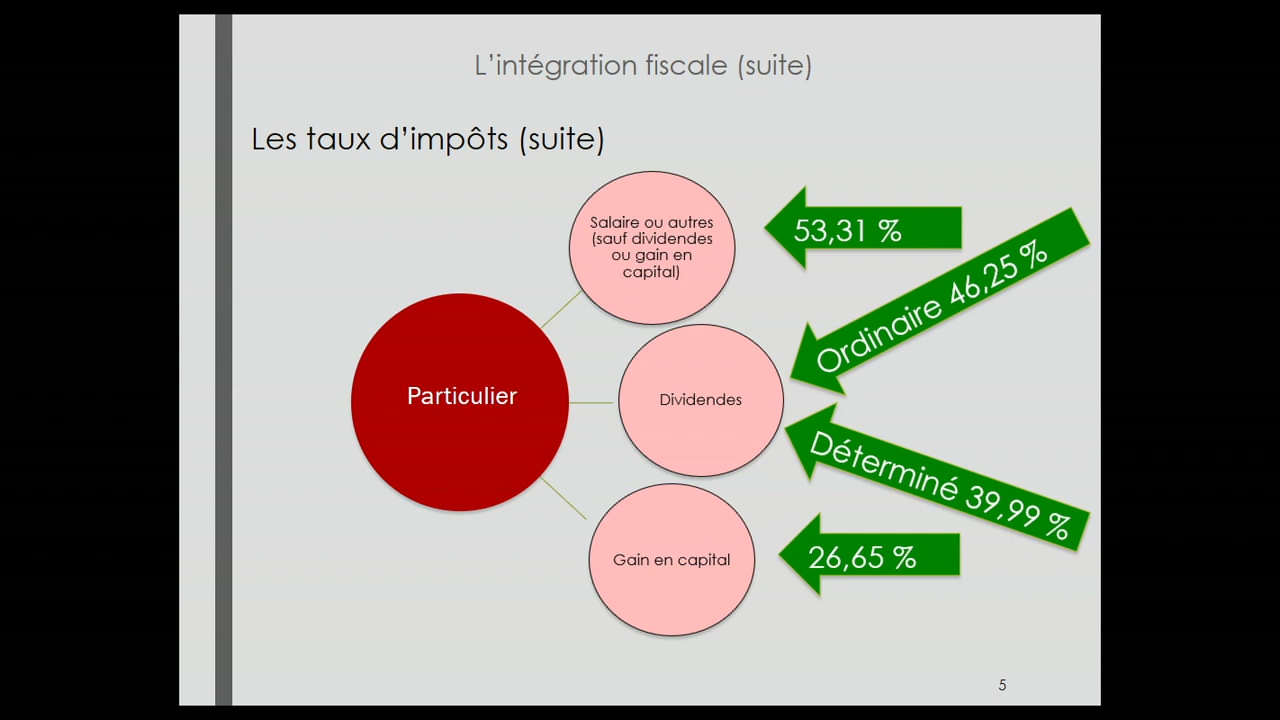 L'intégration fiscale (suite)
Les taux d'impôts (suite)
Salaire ou autres
(sauf dividendes
ou gain en
capital)
53,31 %
Ordinaire 46,25 %
Particulier
Dividendes
Déterminé 39,99 %
Gain en capital
26,65 %
5